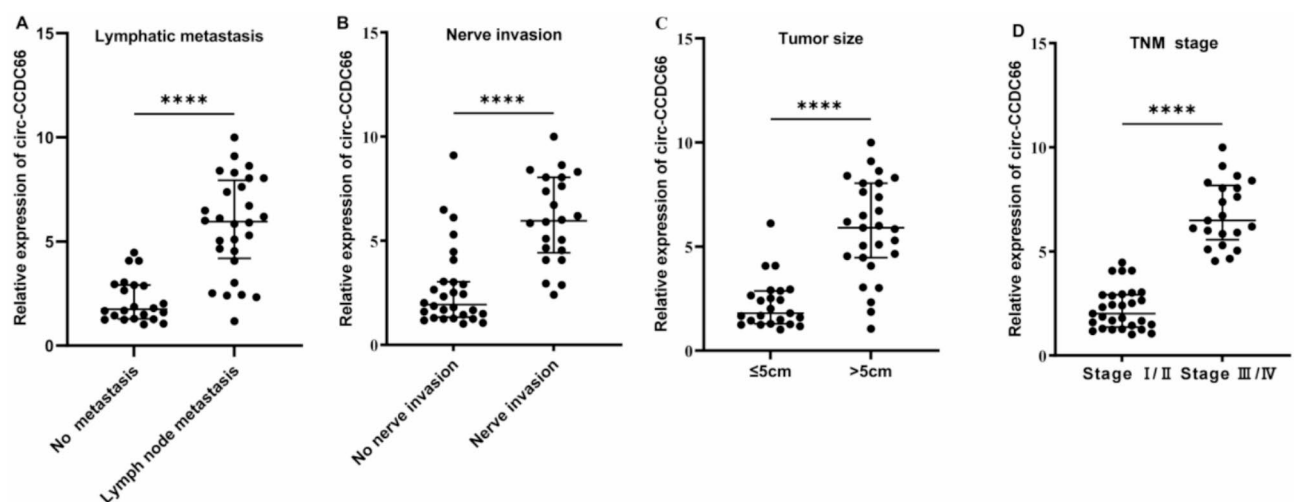 A
Lymphatic metastasis
Relative expression of circ-CCDC66
15
10
5
0
****
No metastasis
Lymph node metastasis
B
Nerve invasion
Relative expression of circ-CCDC66
15
10
5
0
****
No nerve invasion
Nerve invasion
C
Tumor size
Relative expression of circ-CCDC66
15
10
5
0
****
≤5cm
>5cm
D
TNM stage
Relative expression of circ-CCDC66
15
10
5
0
****
Stage Ⅰ/Ⅱ Stage Ⅲ/Ⅳ